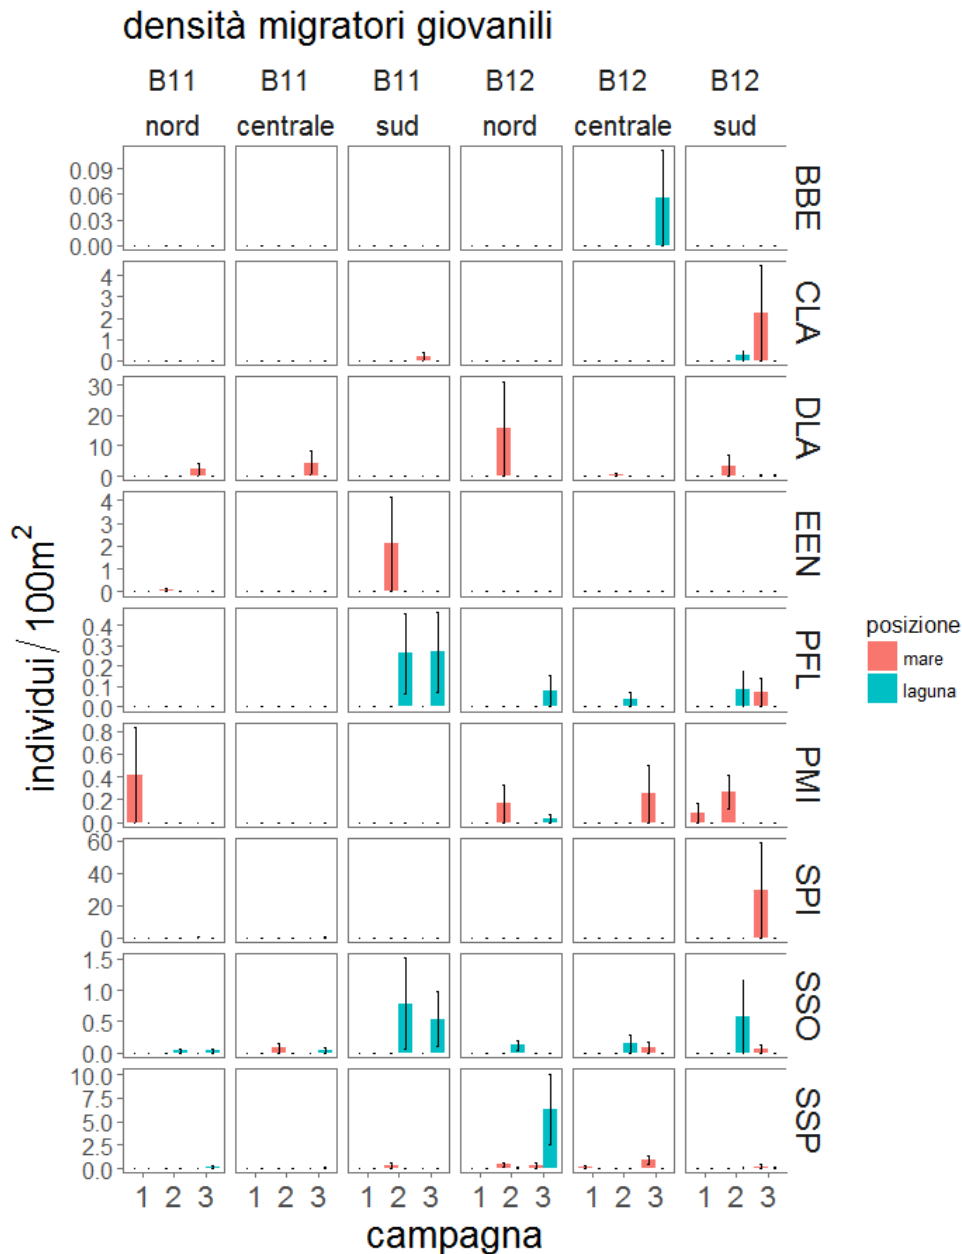 densità migratori giovanili
B11 B11 B11 B12 B12 B12
nord centrale sud nord centrale sud
0.09
0.06
0.03
0.00
BBE
4
3
2
1
0
CLA
30
20
10
0
DLA
4
3
2
1
0
EEN
0.4
0.3
0.2
0.1
0.0
PFL
0.8
0.6
0.4
0.2
0.0
PMI
60
40
20
0
SPI
1.5
1.0
0.5
0.0
SSO
10.0
7.5
5.0
2.5
0.0
SSP
1 2 3 1 2 3 1 2 3 1 2 3 1 2 3 1 2 3
campagna
individui / 100m²
posizione
mare
laguna